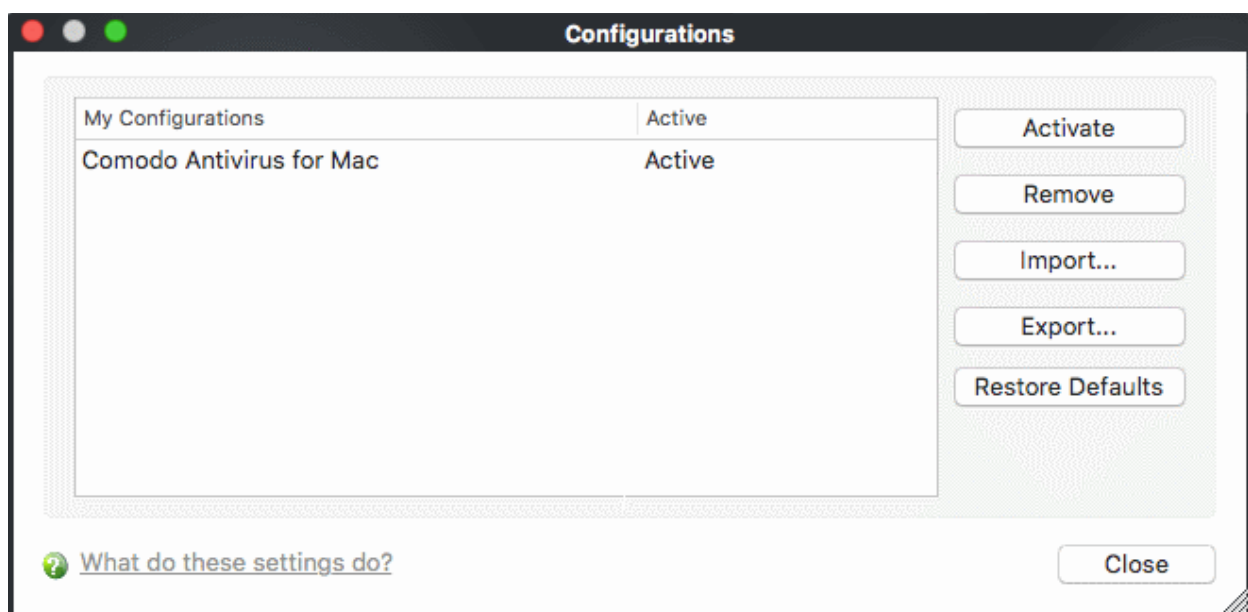 Configurations
My Configurations
Active
Activate
Comodo Antivirus for Mac
Active
Remove
Import...
Export...
Restore Defaults
What do these settings do?
Close